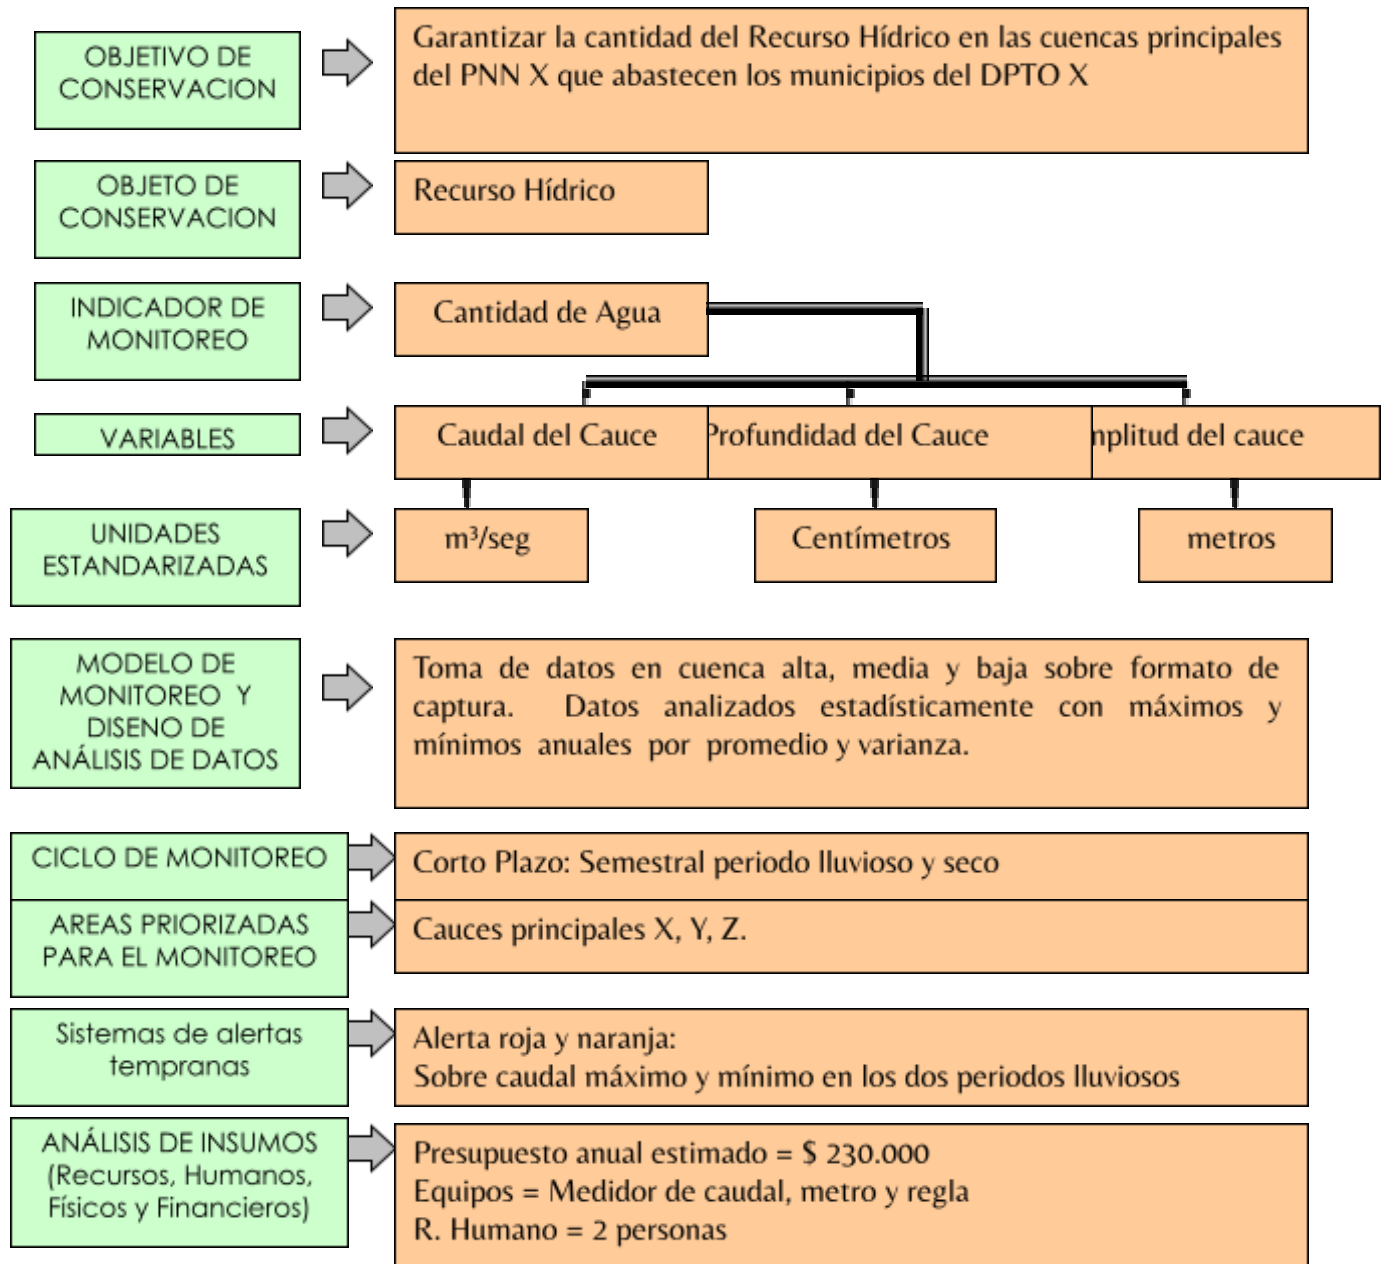 OBJETIVO DE
CONSERVACION
Garantizar la cantidad del Recurso Hídrico en las cuencas principales
del PNN X que abastecen los municipios del DPTO X
OBJETO DE
CONSERVACION
Recurso Hídrico
INDICADOR DE
MONITOREO
Cantidad de Agua
VARIABLES
Caudal del Cauce
Profundidad del Cauce
mplitud del cauce
UNIDADES
ESTANDARIZADAS
m³/seg
Centímetros
metros
MODELO DE
MONITOREO Y
DISENO DE
ANÁLISIS DE DATOS
Toma de datos en cuenca alta, media y baja sobre formato de
captura. Datos analizados estadísticamente con máximos y
mínimos anuales por promedio y varianza.
CICLO DE MONITOREO
Corto Plazo: Semestral periodo lluvioso y seco
AREAS PRIORIZADAS
PARA EL MONITOREO
Cauces principales X, Y, Z.
Sistemas de alertas
tempranas
Alerta roja y naranja:
Sobre caudal máximo y mínimo en los dos periodos lluviosos
ANÁLISIS DE INSUMOS
(Recursos, Humanos,
Físicos y Financieros)
Presupuesto anual estimado = $ 230.000
Equipos = Medidor de caudal, metro y regla
R. Humano = 2 personas